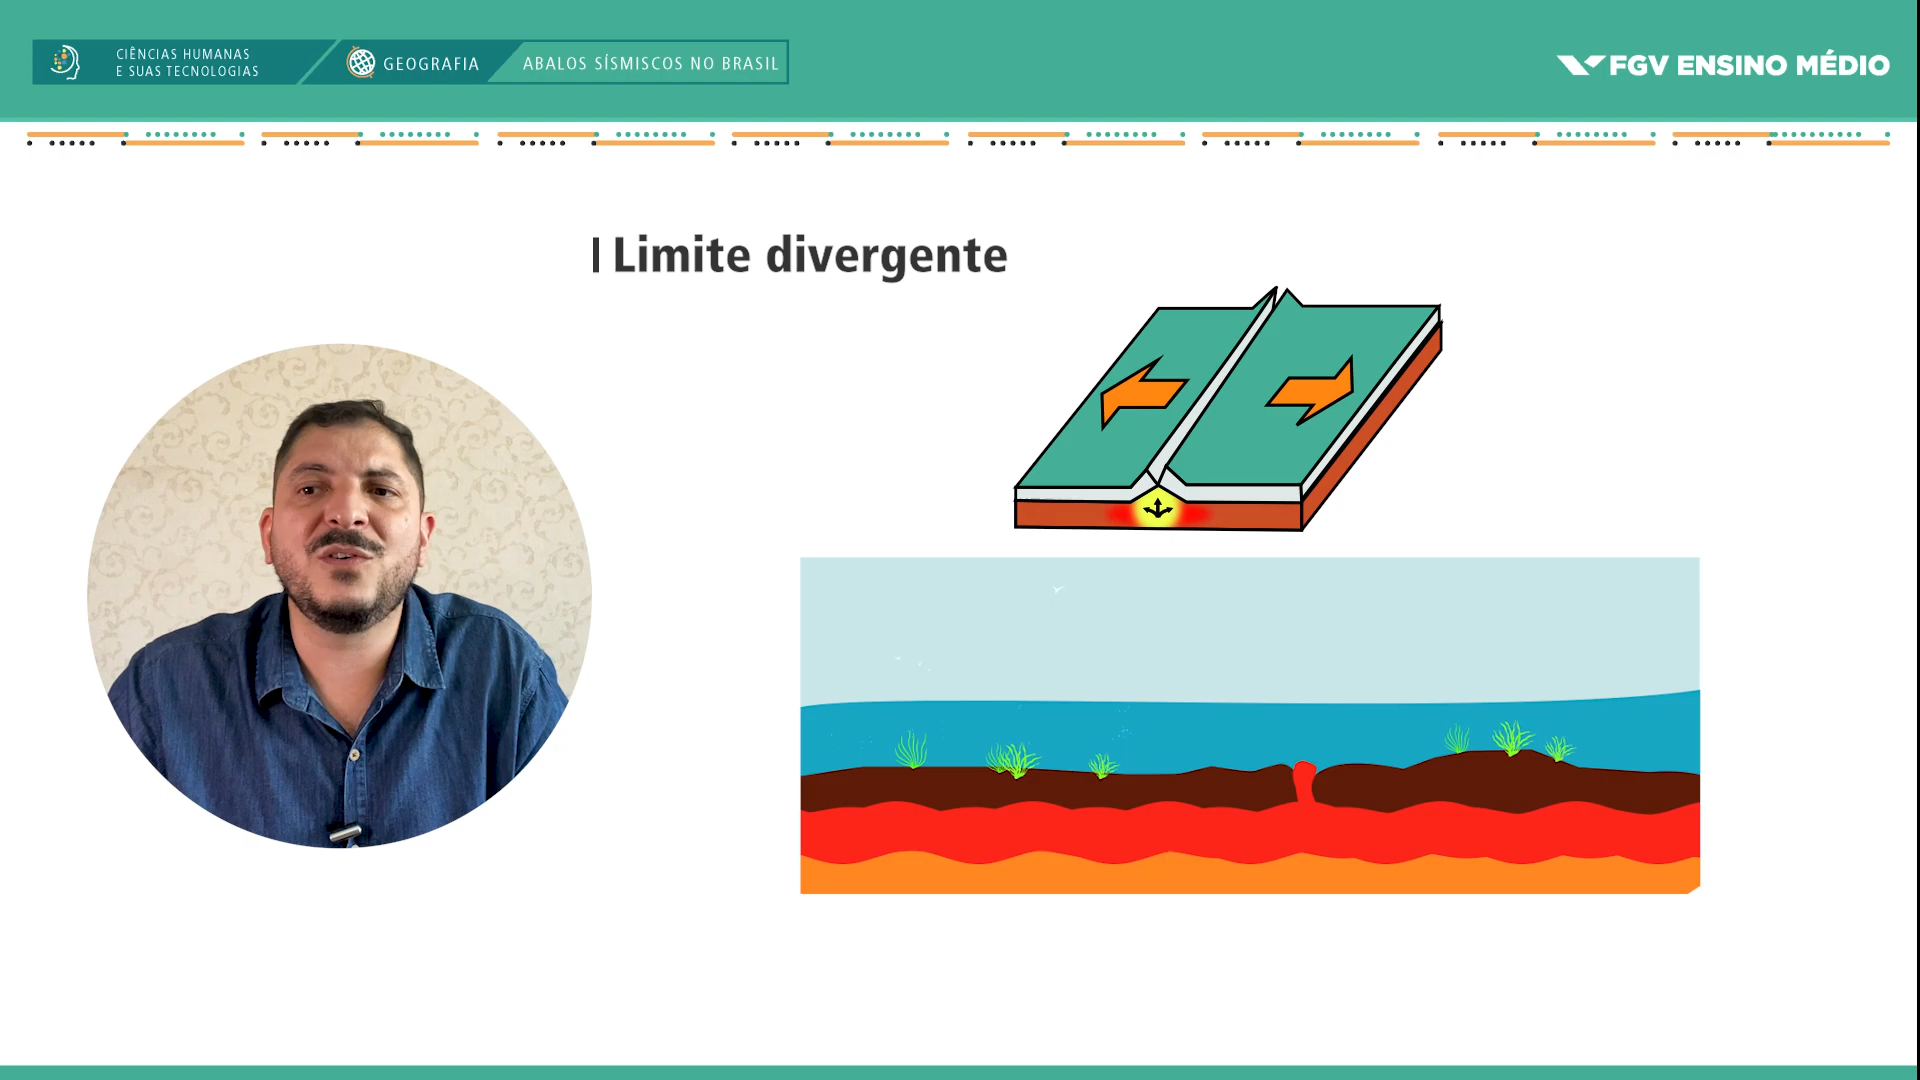 CIÊNCIAS HUMANAS
E SUAS TECNOLOGIAS
GEOGRAFIA
ABALOS SÍSMISCOS NO BRASIL
FGV ENSINO MÉDIO
Limite divergente